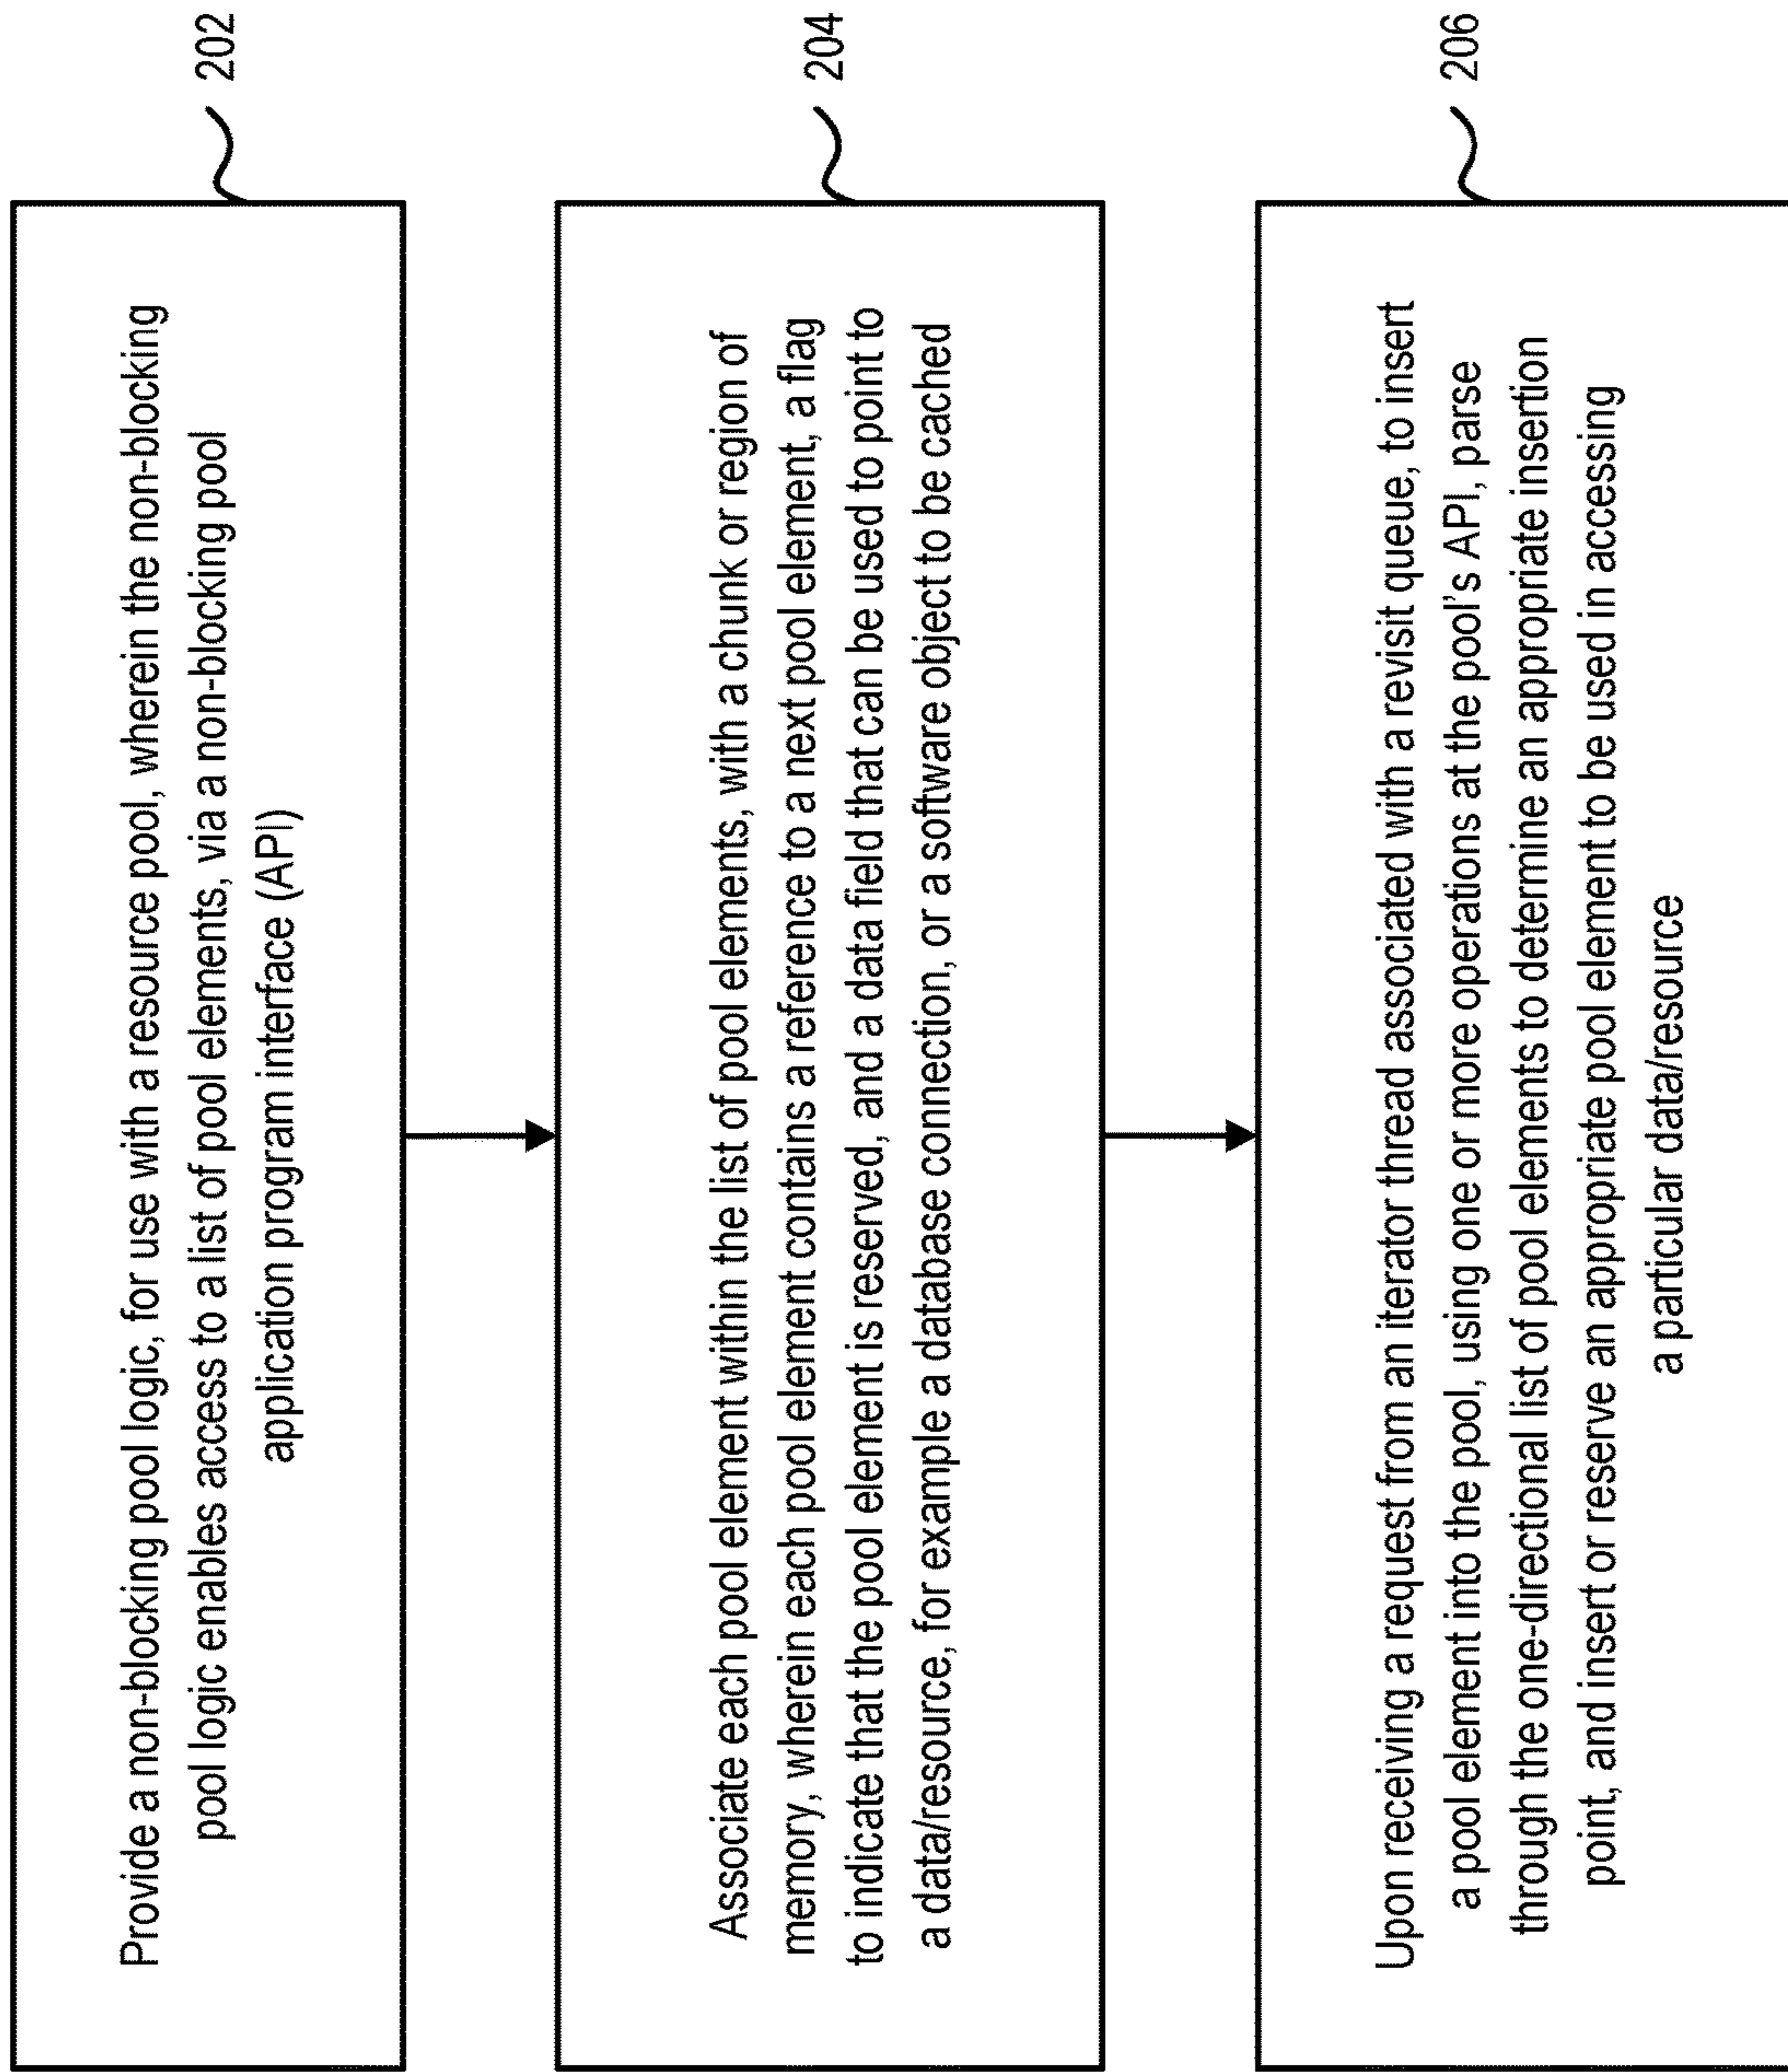 Provide a non-blocking pool logic, for use with a resource pool, wherein the non-blocking
pool logic enables access to a list of pool elements, via a non-blocking pool
application program interface (API)
202
Associate each pool element within the list of pool elements, with a chunk or region of
memory, wherein each pool element contains a reference to a next pool element, a flag
to indicate that the pool element is reserved, and a data field that can be used to point to
a data/resource, for example a database connection, or a software object to be cached
204
Upon receiving a request from an iterator thread associated with a revisit queue, to insert
a pool element into the pool, using one or more operations at the pool's API, parse
through the one-directional list of pool elements to determine an appropriate insertion
point, and insert or reserve an appropriate pool element to be used in accessing
a particular data/resource
206